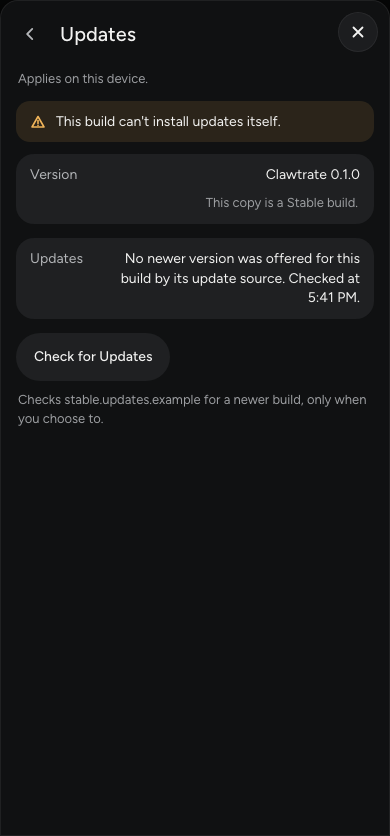 Updates
Applies on this device.
This build can't install updates itself.
Version
Clawtrate 0.1.0
This copy is a Stable build.
Updates
No newer version was offered for this
build by its update source. Checked at
5:41 PM.
Check for Updates
Checks stable.updates.example for a newer build, only when
you choose to.